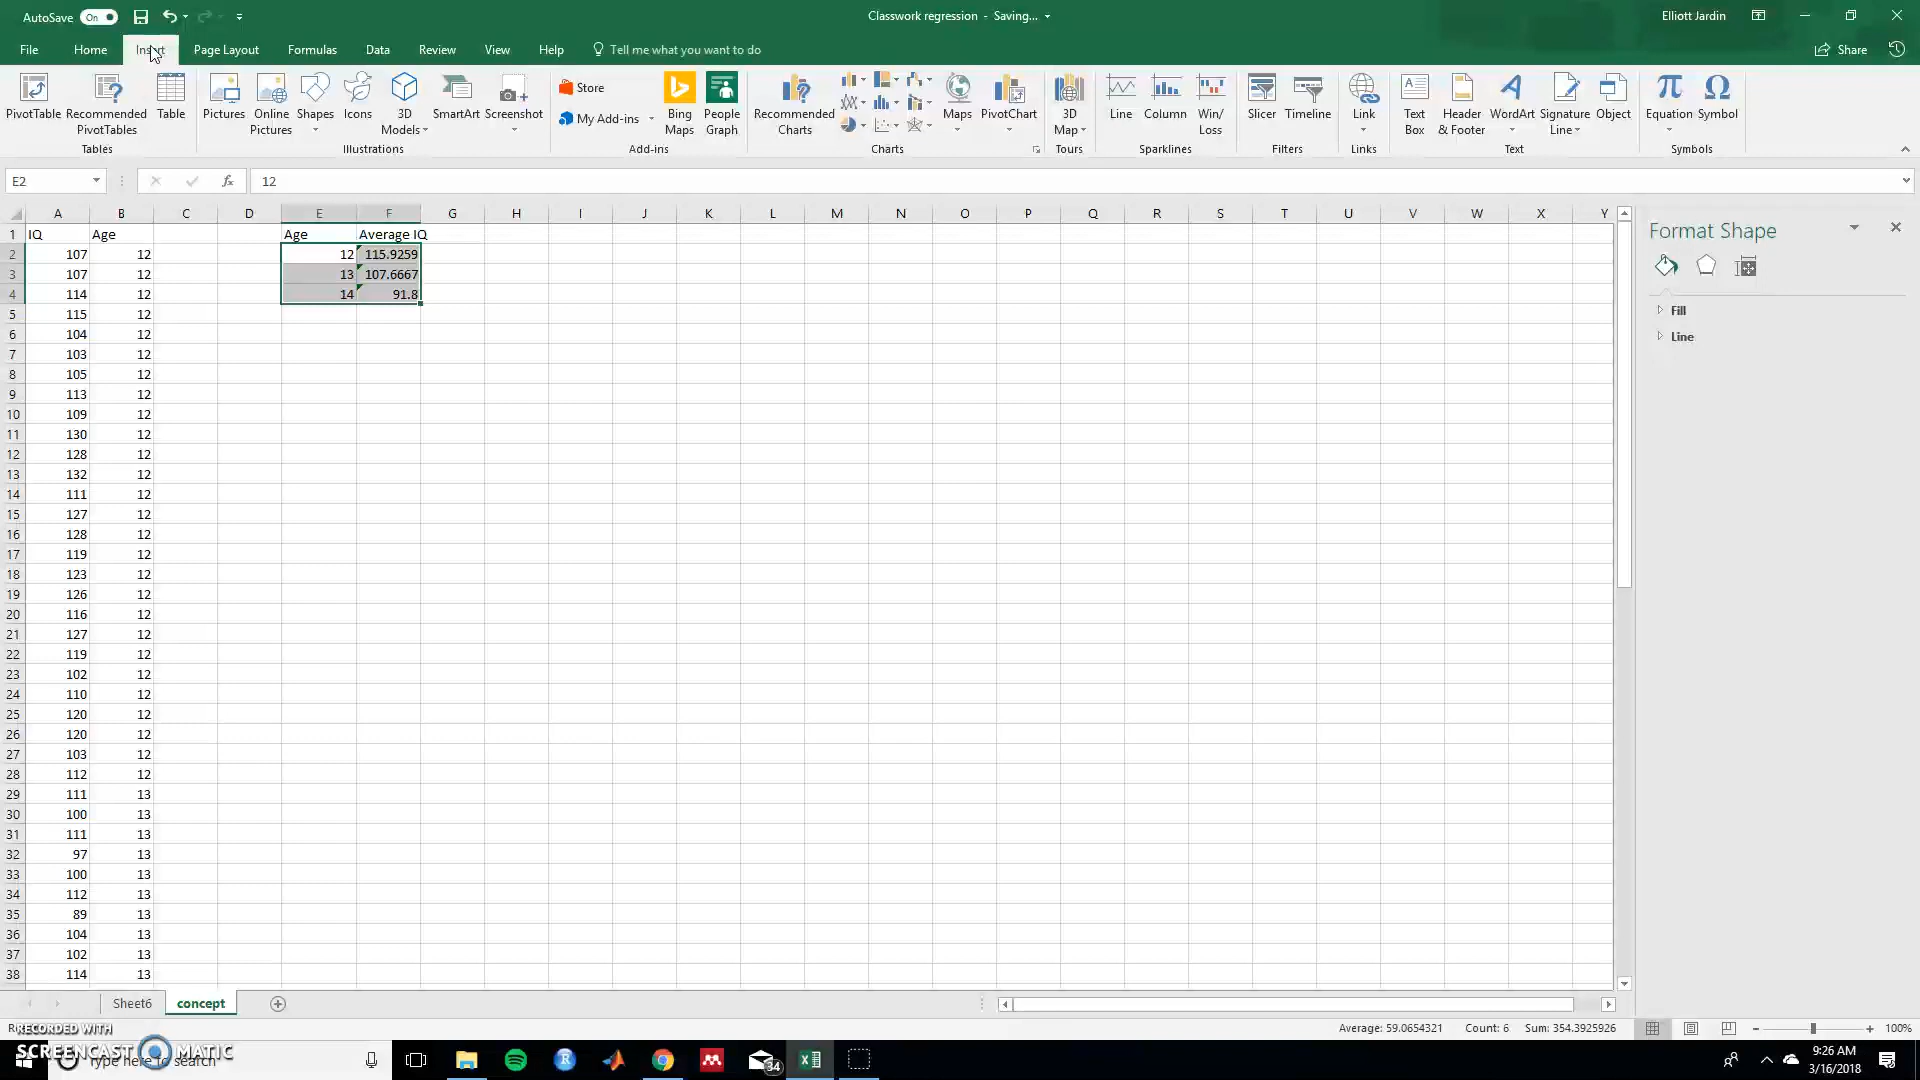 AutoSave On
Classwork regression - Saving...
Elliott Jardin
File Home Insert Page Layout Formulas Data Review View Help Tell me what you want to do Share
PivotTable Recommended PivotTables Table
Pictures Online Pictures Shapes Icons 3D Models SmartArt Screenshot
Store
My Add-ins
Bing Maps People Graph
Recommended Charts Maps PivotChart
3D Map Line Column Win/Loss
Slicer Timeline Link
Text Box Header & Footer WordArt Signature Line Object
Equation Symbol
Tables Illustrations Add-ins Charts Tours Sparklines Filters Links Text Symbols
E2 fx 12
A B C D E F G H I J K L M N O P Q R S T U V W X Y
1 IQ Age Age Average IQ
2 107 12 12 115.9259
3 107 12 13 107.6667
4 114 12 14 91.8
5 115 12
6 104 12
7 103 12
8 105 12
9 113 12
10 109 12
11 130 12
12 128 12
13 132 12
14 111 12
15 127 12
16 128 12
17 119 12
18 123 12
19 126 12
20 116 12
21 127 12
22 119 12
23 102 12
24 110 12
25 120 12
26 120 12
27 103 12
28 112 12
29 111 13
30 100 13
31 111 13
32 97 13
33 100 13
34 112 13
35 89 13
36 104 13
37 102 13
38 114 13
Format Shape
Fill
Line
Sheet6 concept
Average: 59.0654321 Count: 6 Sum: 354.3925926 100%
RECORDED WITH
SCREENCAST MATIC
Type here to search
34
9:26 AM
3/16/2018